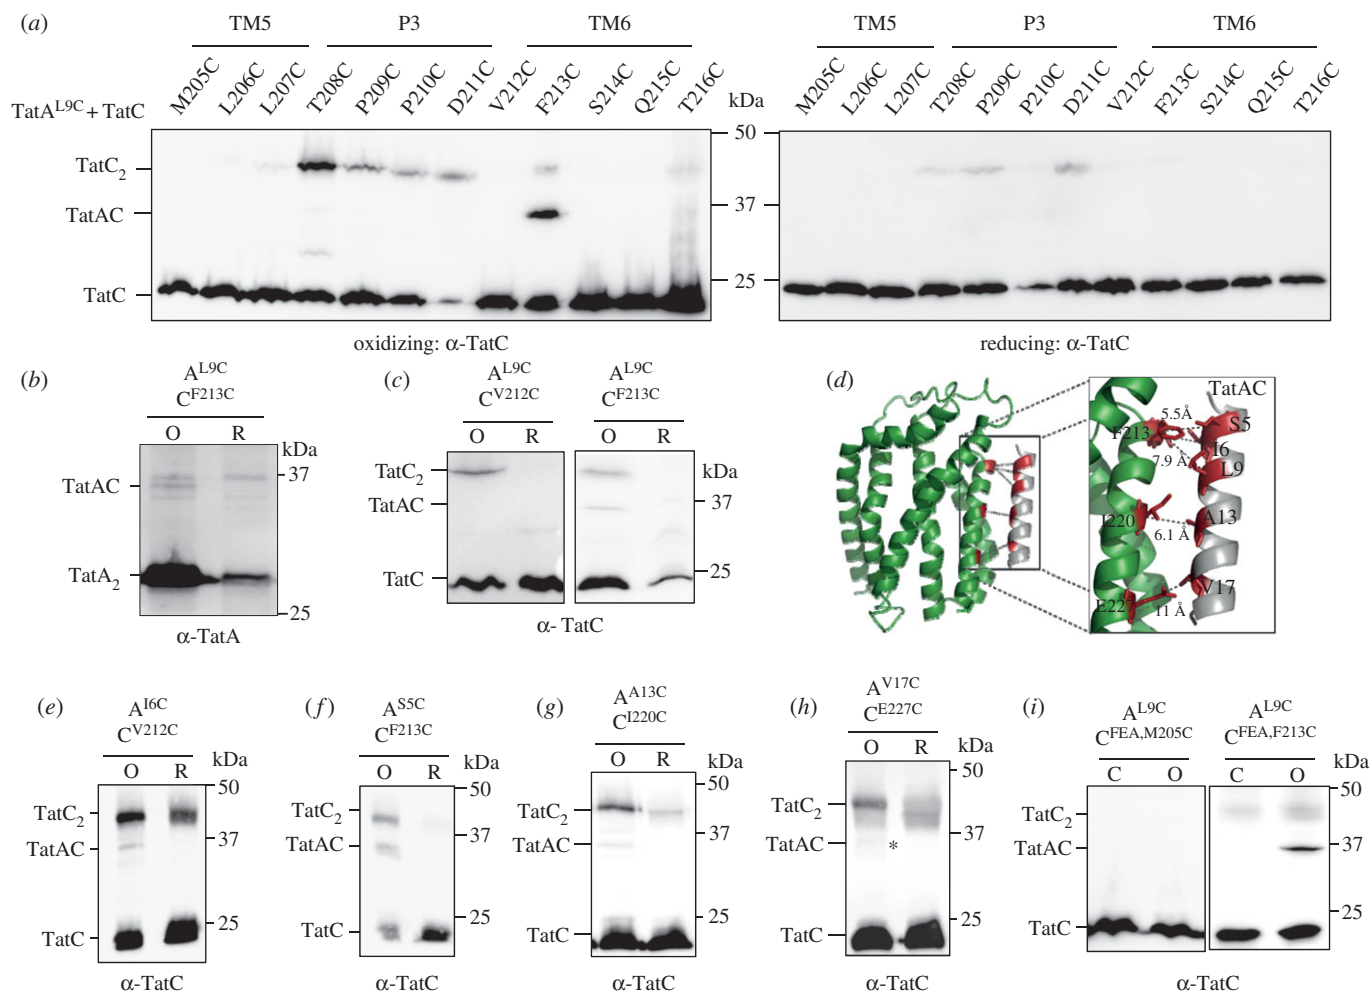 (a)
TM5 P3 TM6 TM5 P3 TM6
M205C L206C L207C T208C P209C P210C D211C V212C F213C S214C Q215C T216C
M205C L206C L207C T208C P209C P210C D211C V212C F213C S214C Q215C T216C
TatA^L9C + TatC
kDa
50
TatC₂
TatAC
37
TatC
25
oxidizing: α-TatC
reducing: α-TatC
(b)
A^L9C
C^F213C
O R
kDa
TatAC
37
TatA₂
25
α-TatA
(c)
A^L9C A^L9C
C^V212C C^F213C
O R O R
kDa
TatC₂
TatAC
37
TatC
25
α- TatC
(d)
TatAC
5.5Å
S5
F213
I6
7.9 Å
L9
I220
A13
6.1 Å
V17
E227
11 Å
(e)
A^I6C
C^V212C
kDa
O R
50
TatC₂
TatAC
37
TatC
25
α-TatC
(f)
A^S5C
C^F213C
kDa
O R
50
TatC₂
37
TatAC
25
TatC
α-TatC
(g)
A^A13C
C^I220C
kDa
O R
50
TatC₂
37
TatAC
25
TatC
α-TatC
(h)
A^V17C
C^E227C
O R
kDa
50
TatC₂
37
TatAC
*
25
TatC
α-TatC
(i)
A^L9C A^L9C
C^FEA,M205C C^FEA,F213C
kDa
C O C O
50
TatC₂
TatAC
37
25
TatC
α-TatC